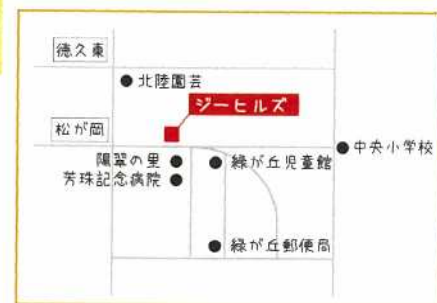 徳久東
北陸園芸
ジーヒルズ
松が岡
中央小学校
陽翠の里
緑が丘児童館
芳珠記念病院
緑が丘郵便局